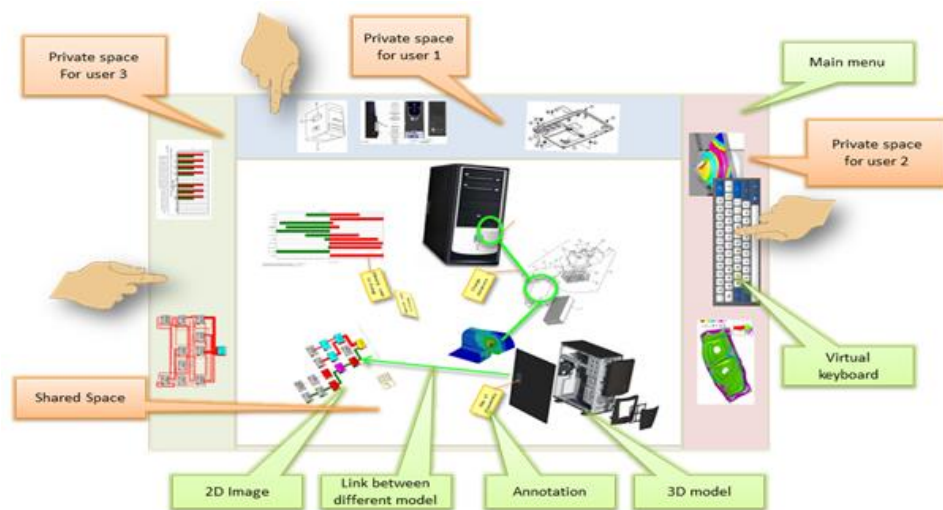 Private space
For user 3
Private space
for user 1
Main menu
Private space
for user 2
Virtual
keyboard
Shared Space
2D Image
Link between
different model
Annotation
3D model